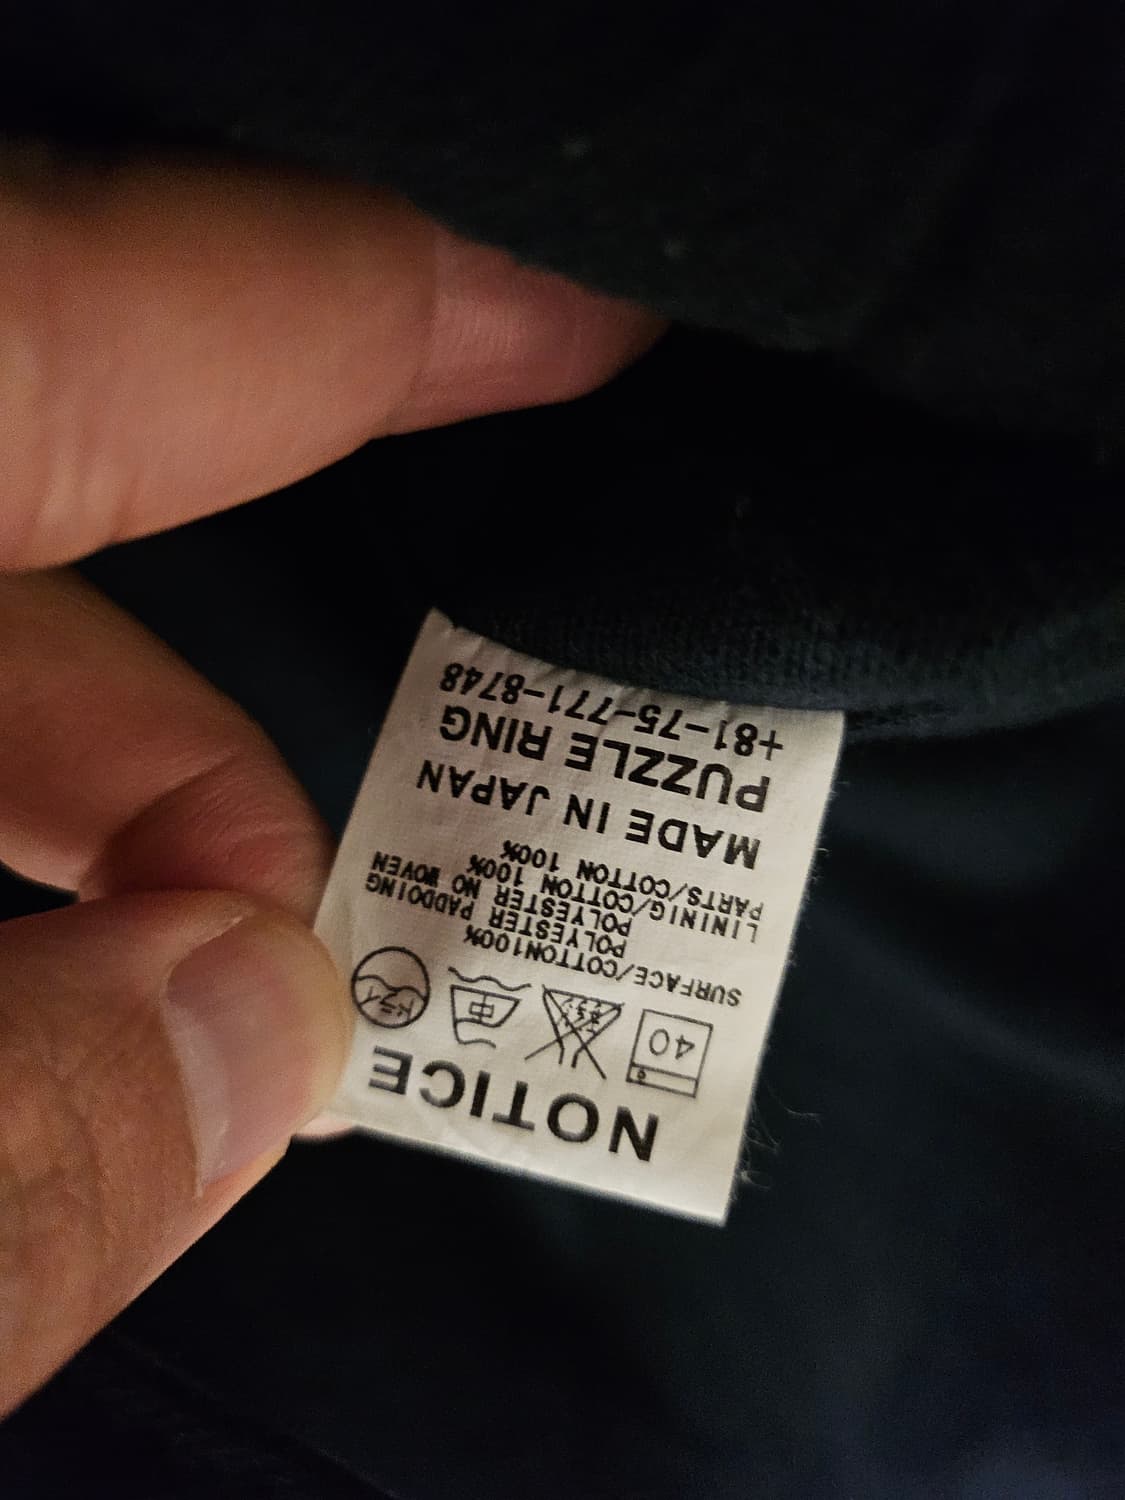 NOTICE
40
SURFACE/COTTON100%
POLYESTER PADDING
POLYESTER NO WOVEN
LINING/COTTON 100%
PARTS/COTTON 100%
MADE IN JAPAN
PUZZLE RING
+81-75-771-8748